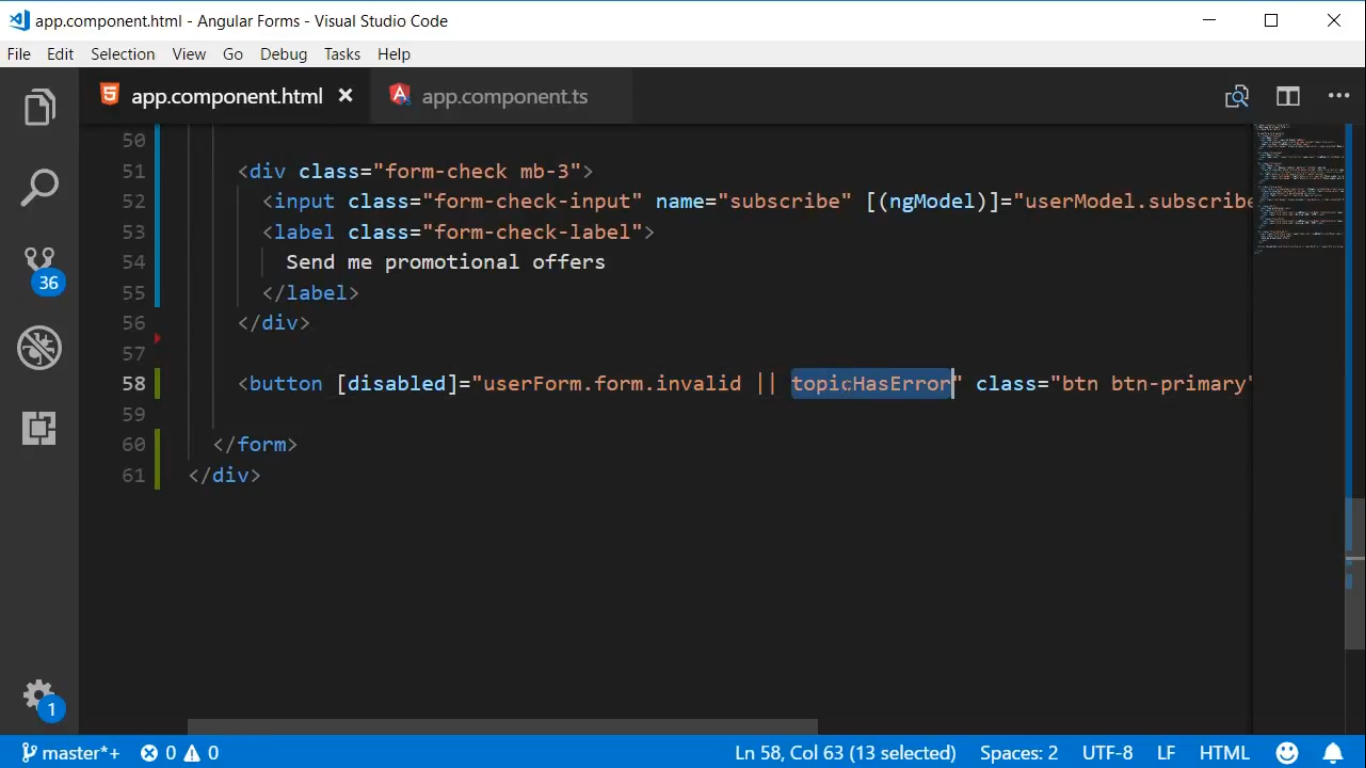 app.component.html - Angular Forms - Visual Studio Code
File Edit Selection View Go Debug Tasks Help
app.component.html app.component.ts
50
51 <div class="form-check mb-3">
52 <input class="form-check-input" name="subscribe" [(ngModel)]="userModel.subscribe
53 <label class="form-check-label">
54 Send me promotional offers
55 </label>
56 </div>
57
58 <button [disabled]="userForm.form.invalid || topicHasError" class="btn btn-primary"
59
60 </form>
61 </div>
36
1
master*+ 0 0 Ln 58, Col 63 (13 selected) Spaces: 2 UTF-8 LF HTML